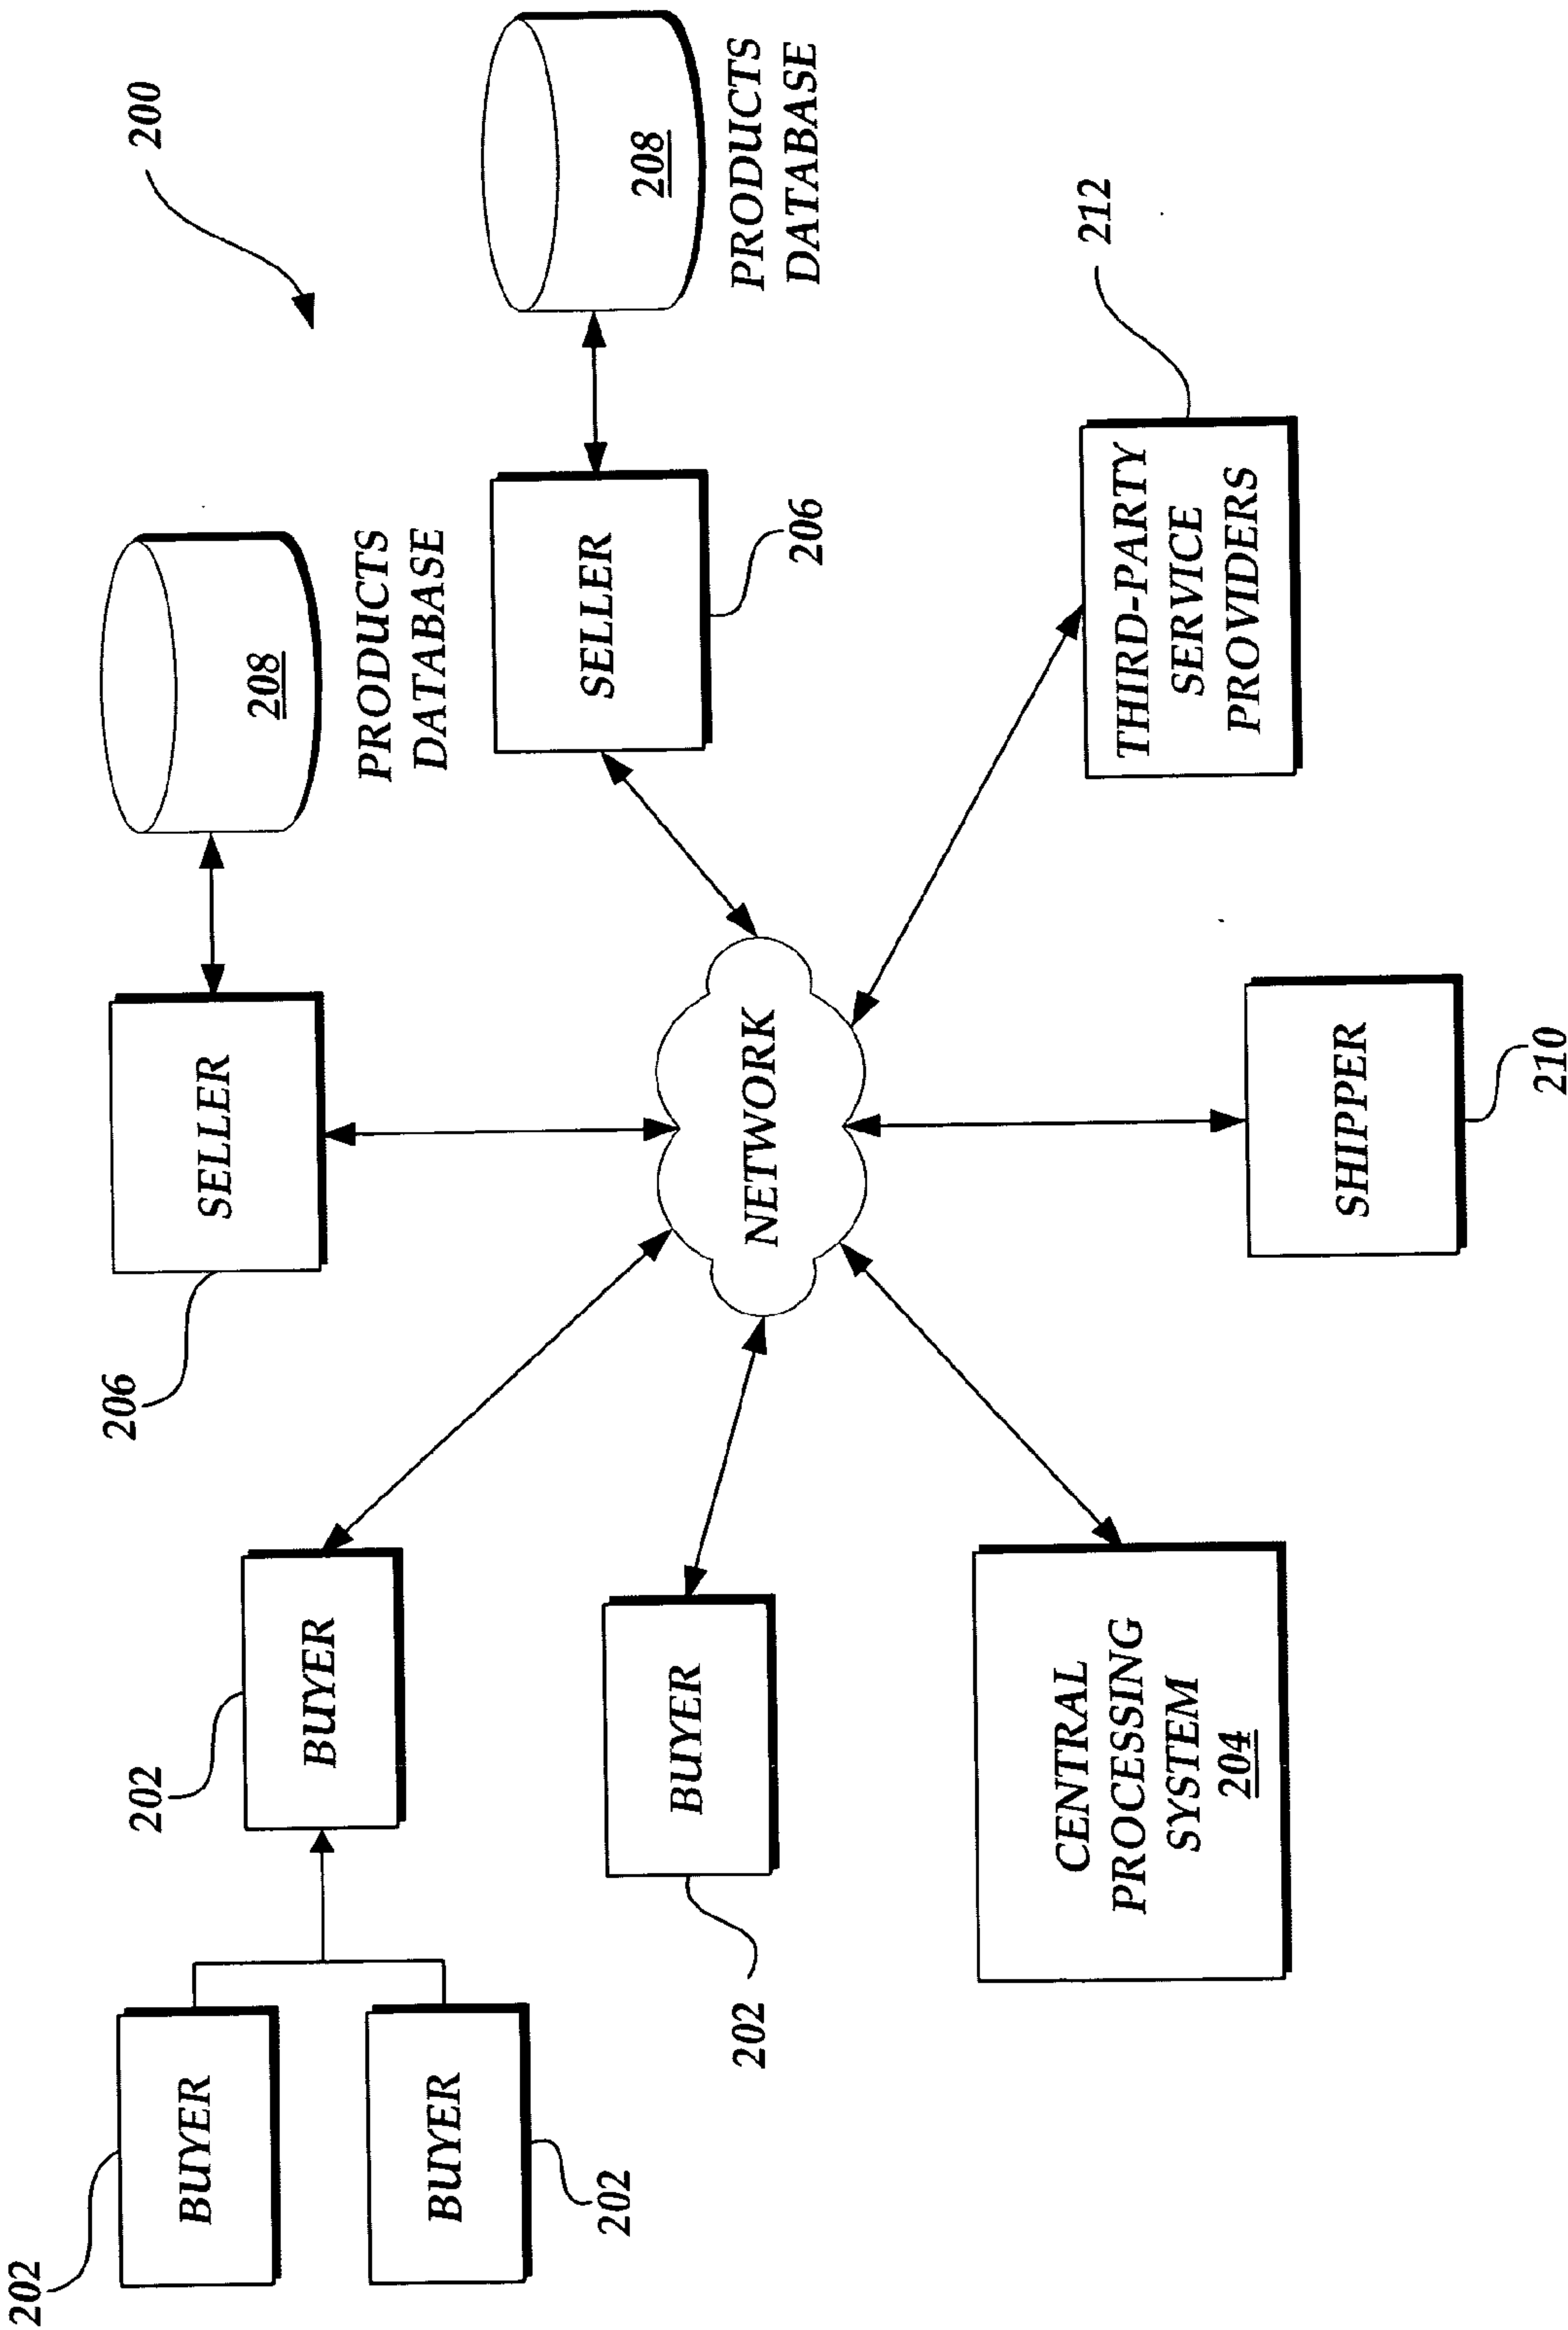 202
206
202
200
BUYER
SELLER
208
BUYER
PRODUCTS
DATABASE
BUYER
202
SELLER
208
PRODUCTS
DATABASE
206
BUYER
202
NETWORK
CENTRAL
PROCESSING
SYSTEM
204
212
THIRD-PARTY
SERVICE
PROVIDERS
SHIPPER
210